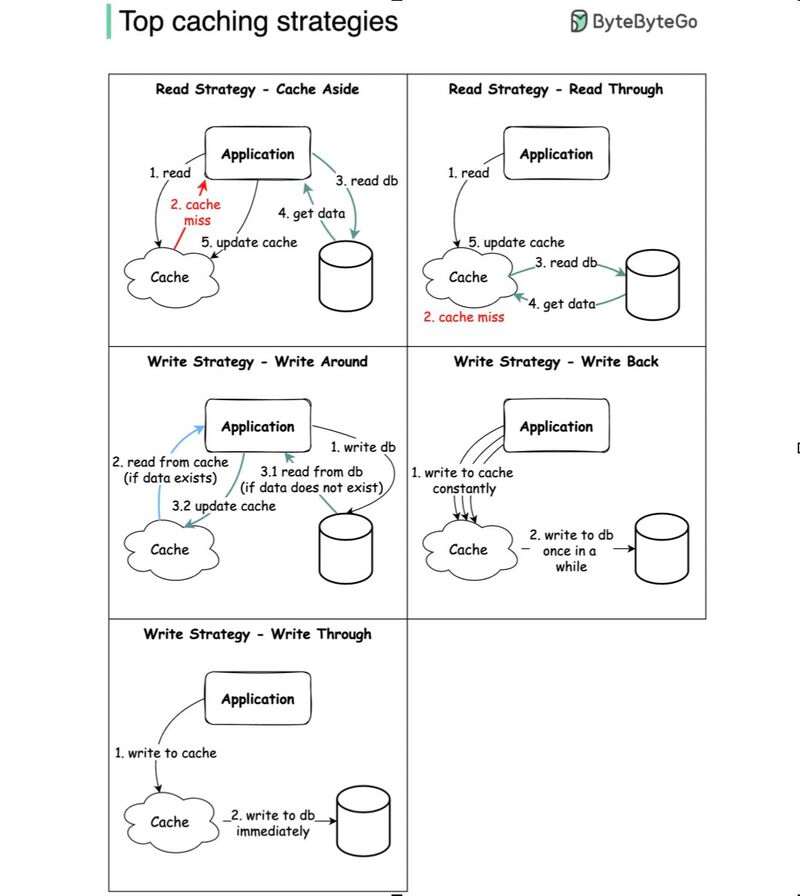 Top caching strategies
ByteByteGo
Read Strategy - Cache Aside
Application
1. read
2. cache
miss
3. read db
4. get data
5. update cache
Cache
Read Strategy - Read Through
Application
1. read
5. update cache
3. read db
Cache
4. get data
2. cache miss
Write Strategy - Write Around
Application
1. write db
2. read from cache
(if data exists)
3.1 read from db
(if data does not exist)
3.2 update cache
Cache
Write Strategy - Write Back
Application
1. write to cache
constantly
Cache
2. write to db
once in a
while
Write Strategy - Write Through
Application
1. write to cache
Cache
2. write to db
immediately